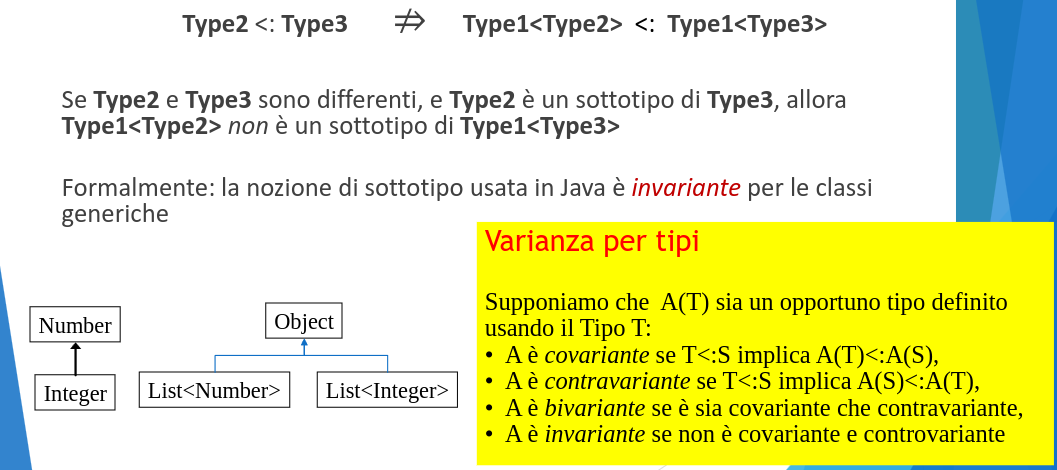 Type2 <: Type3 ⇏ Type1<Type2> <: Type1<Type3>
Se Type2 e Type3 sono differenti, e Type2 è un sottotipo di Type3, allora
Type1<Type2> non è un sottotipo di Type1<Type3>
Formalmente: la nozione di sottotipo usata in Java è invariante per le classi
generiche
Number
Integer
Object
List<Number>
List<Integer>
Varianza per tipi
Supponiamo che A(T) sia un opportuno tipo definito
usando il Tipo T:
• A è covariante se T<:S implica A(T)<:A(S),
• A è contravariante se T<:S implica A(S)<:A(T),
• A è bivariante se è sia covariante che contravariante,
• A è invariante se non è covariante e controvariante